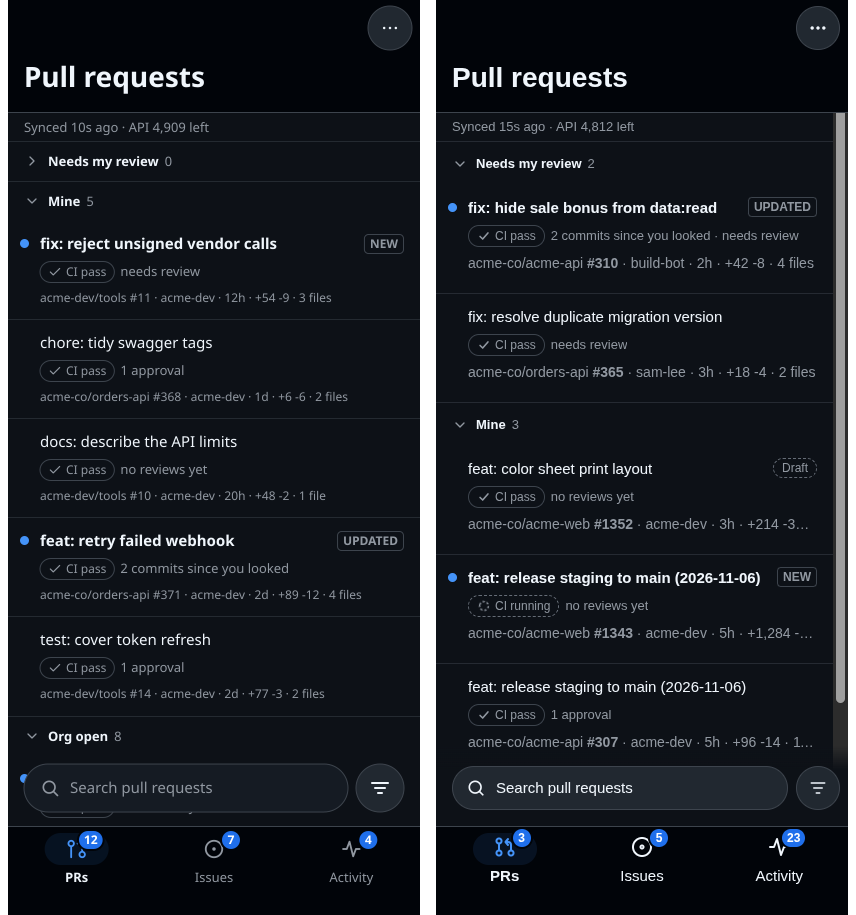 Pull requests
Synced 10s ago · API 4,909 left
Needs my review 0
Mine 5
fix: reject unsigned vendor calls NEW
CI pass needs review
acme-dev/tools #11 · acme-dev · 12h · +54 -9 · 3 files
chore: tidy swagger tags
CI pass 1 approval
acme-co/orders-api #368 · acme-dev · 1d · +6 -6 · 2 files
docs: describe the API limits
CI pass no reviews yet
acme-dev/tools #10 · acme-dev · 20h · +48 -2 · 1 file
feat: retry failed webhook UPDATED
CI pass 2 commits since you looked
acme-co/orders-api #371 · acme-dev · 2d · +89 -12 · 4 files
test: cover token refresh
CI pass 1 approval
acme-dev/tools #14 · acme-dev · 2d · +77 -3 · 2 files
Org open 8
Search pull requests
12 7 4
PRs Issues Activity
Pull requests
Synced 15s ago · API 4,812 left
Needs my review 2
fix: hide sale bonus from data:read UPDATED
CI pass 2 commits since you looked · needs review
acme-co/acme-api #310 · build-bot · 2h · +42 -8 · 4 files
fix: resolve duplicate migration version
CI pass needs review
acme-co/orders-api #365 · sam-lee · 3h · +18 -4 · 2 files
Mine 3
feat: color sheet print layout Draft
CI pass no reviews yet
acme-co/acme-web #1352 · acme-dev · 3h · +214 -3…
feat: release staging to main (2026-11-06) NEW
CI running no reviews yet
acme-co/acme-web #1343 · acme-dev · 5h · +1,284 -…
feat: release staging to main (2026-11-06)
CI pass 1 approval
acme-co/acme-api #307 · acme-dev · 5h · +96 -14 · 1…
Search pull requests
3 5 23
PRs Issues Activity